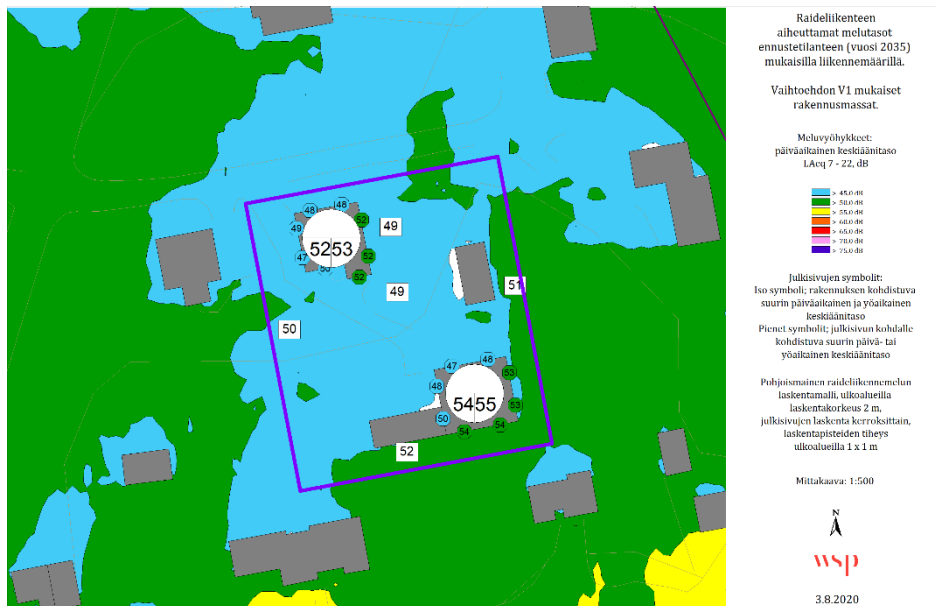 Raideliikenteen
aiheuttamat melutasot
ennustetilanteen (vuosi 2035)
mukaisilla liikennemäärillä.
Vaihtoehdon V1 mukaiset
rakennusmassat.
Meluvyöhykkeet:
päiväaikainen keskiäänitaso
LAeq 7 - 22, dB
> 45.0 dB
> 50.0 dB
> 55.0 dB
> 60.0 dB
> 65.0 dB
> 70.0 dB
> 75.0 dB
Julkisivujen symbolit:
Iso symboli; rakennuksen kohdistuva
suurin päiväaikainen ja yöaikainen
keskiäänitaso
Pienet symbolit; julkisivun kohdalle
kohdistuva suurin päivä- tai
yöaikainen keskiäänitaso
Pohjoismainen raideliikennemelun
laskentamalli, ulkoalueilla
laskentakorkeus 2 m,
julkisivujen laskenta kerroksittain,
laskentapisteiden tiheys
ulkoalueilla 1 x 1 m
Mittakaava: 1:500
N
wsp
3.8.2020
48 48
49 52
52 53
49
47 50 52 52
49
51
50
47 48
48 53
54 55
50 53
54 54
52